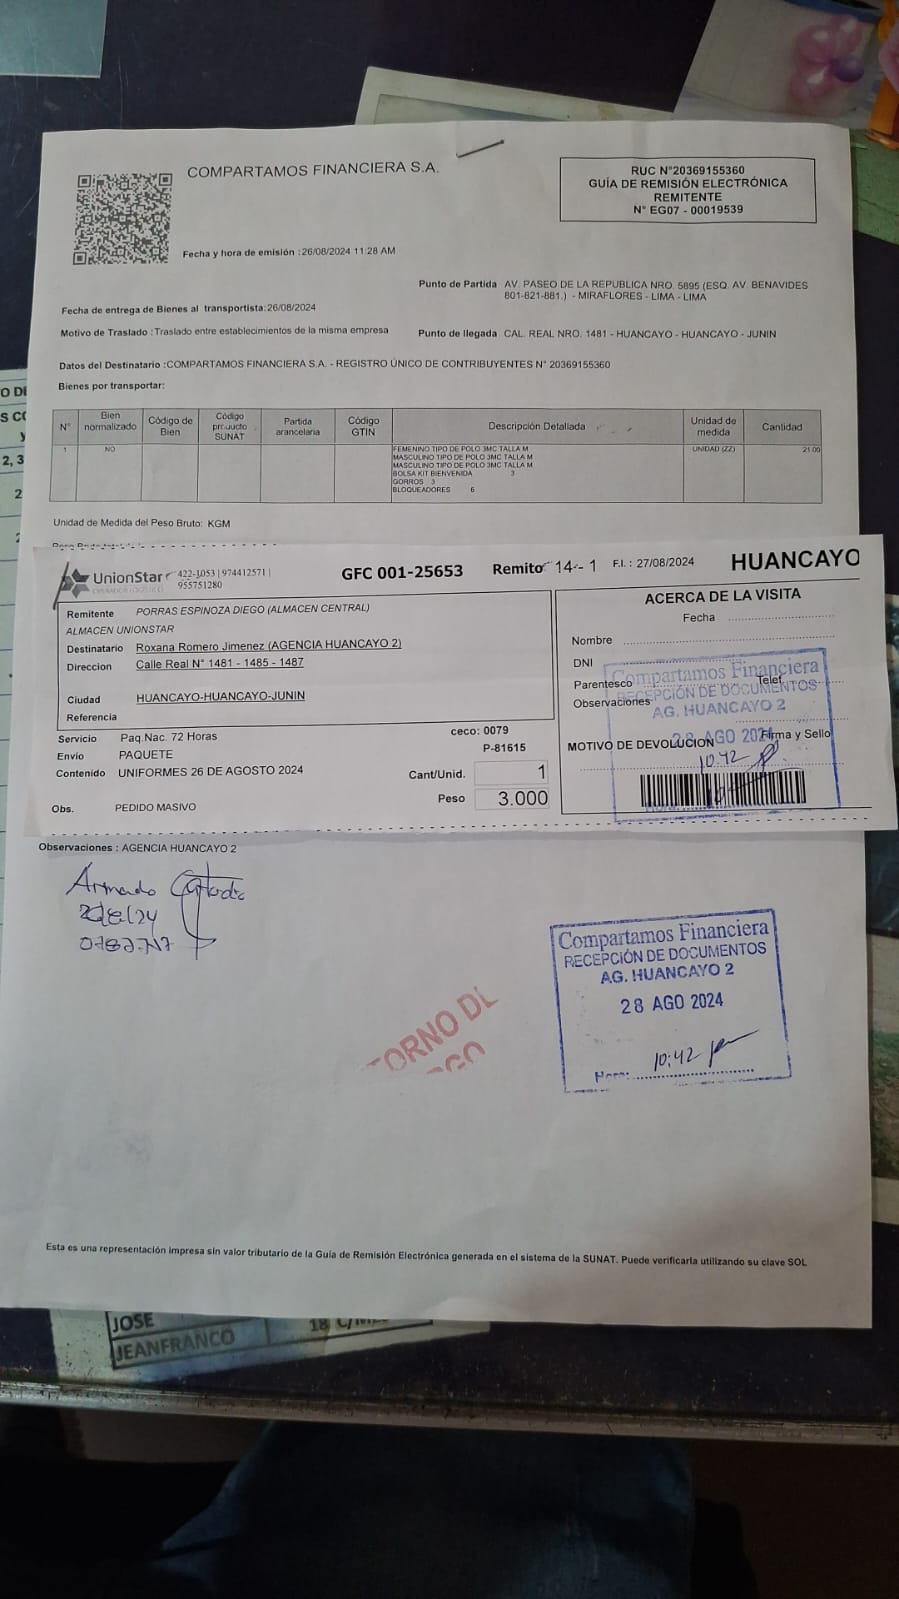 COMPARTAMOS FINANCIERA S.A.
RUC N°20369155360
GUÍA DE REMISIÓN ELECTRÓNICA
REMITENTE
N° EG07 - 00019539
Fecha y hora de emisión :26/08/2024 11:28 AM
Punto de Partida AV. PASEO DE LA REPUBLICA NRO. 5895 (ESQ. AV. BENAVIDES
801-821-881.) - MIRAFLORES - LIMA - LIMA
Fecha de entrega de Bienes al transportista:26/08/2024
Motivo de Traslado :Traslado entre establecimientos de la misma empresa
Punto de llegada CAL. REAL NRO. 1481 - HUANCAYO - HUANCAYO - JUNIN
Datos del Destinatario :COMPARTAMOS FINANCIERA S.A. - REGISTRO ÚNICO DE CONTRIBUYENTES N° 20369155360
Bienes por transportar:
N° Bien normalizado Código de Bien Código producto SUNAT Partida arancelaria Código GTIN Descripción Detallada Unidad de medida Cantidad
1 NO FEMENINO TIPO DE POLO 3MC TALLA M UNIDAD (ZZ) 21.00
MASCULINO TIPO DE POLO 3MC TALLA M
MASCULINO TIPO DE POLO 3MC TALLA M
BOLSA KIT BIENVENIDA 3
GORROS 3
BLOQUEADORES 6
Unidad de Medida del Peso Bruto: KGM
UnionStar 422-1053 | 974412571 |
955751280
GFC 001-25653 Remito 14-- 1 F.I. : 27/08/2024 HUANCAYO
Remitente PORRAS ESPINOZA DIEGO (ALMACEN CENTRAL)
ALMACEN UNIONSTAR
Destinatario Roxana Romero Jimenez (AGENCIA HUANCAYO 2)
Direccion Calle Real N° 1481 - 1485 - 1487
Ciudad HUANCAYO-HUANCAYO-JUNIN
Referencia
Servicio Paq.Nac. 72 Horas
ceco: 0079
Envio PAQUETE
P-81615
Contenido UNIFORMES 26 DE AGOSTO 2024
Cant/Unid. 1
Peso 3.000
Obs. PEDIDO MASIVO
ACERCA DE LA VISITA
Fecha
Nombre
DNI
Parentesco Telef.
Observaciones
MOTIVO DE DEVOLUCION Firma y Sello
Compartamos Financiera
RECEPCIÓN DE DOCUMENTOS
AG. HUANCAYO 2
28 AGO 2024
10:42
Observaciones : AGENCIA HUANCAYO 2
Armado
Compartamos Financiera
RECEPCIÓN DE DOCUMENTOS
AG. HUANCAYO 2
28 AGO 2024
Hora: 10:42
ORNO DE
Esta es una representación impresa sin valor tributario de la Guía de Remisión Electrónica generada en el sistema de la SUNAT. Puede verificarla utilizando su clave SOL
JOSE
JEANFRANCO
18